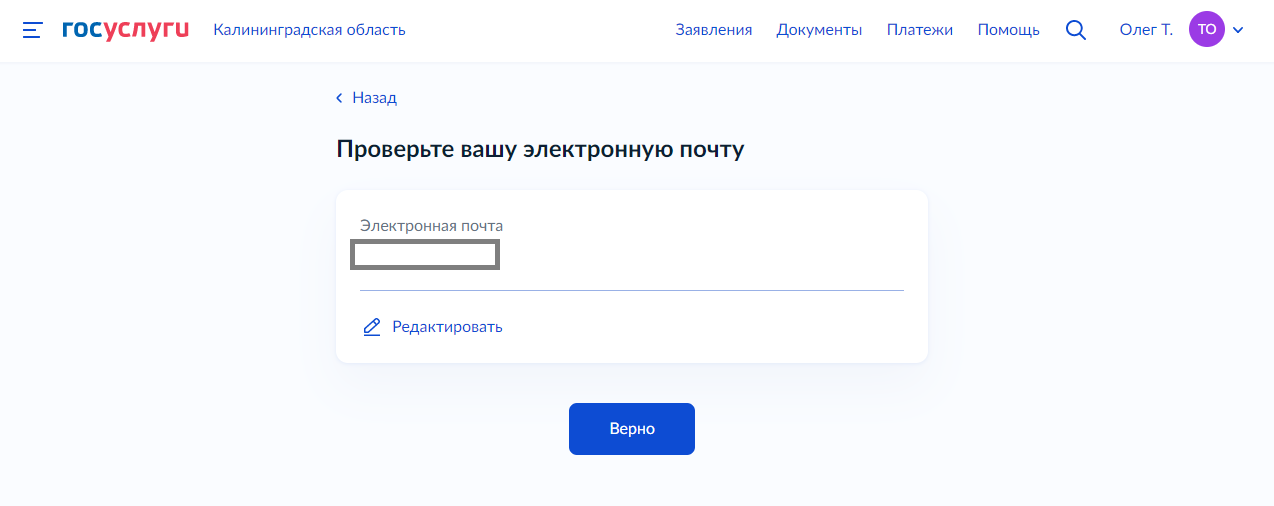 госуслуги Калининградская область Заявления Документы Платежи Помощь Олег Т. ТО
Назад
Проверьте вашу электронную почту
Электронная почта
Редактировать
Верно